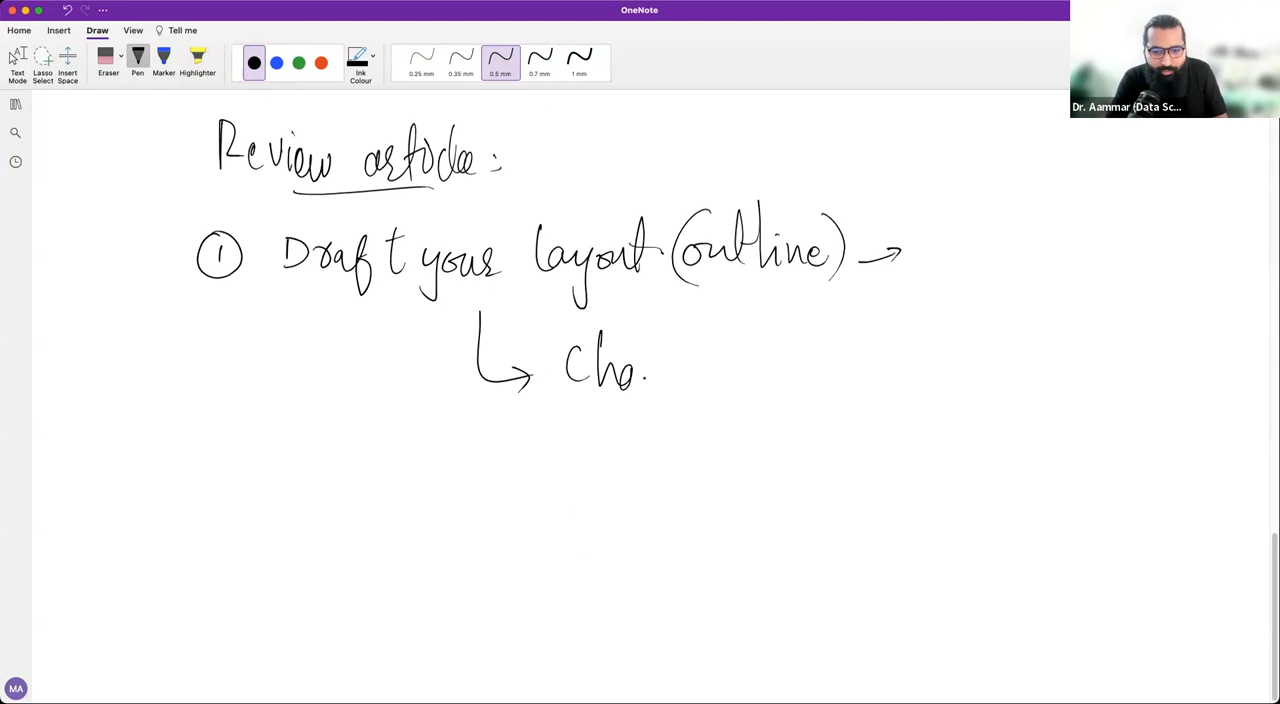 OneNote
Home Insert Draw View Tell me
Text Mode Lasso Select Insert Space Eraser Pen Marker Highlighter Ink Colour 0.25 mm 0.35 mm 0.5 mm 0.7 mm 1 mm
Dr. Aammar (Data Sc...
Review article:
1 Draft your layout (outline) →
Cho.
MA